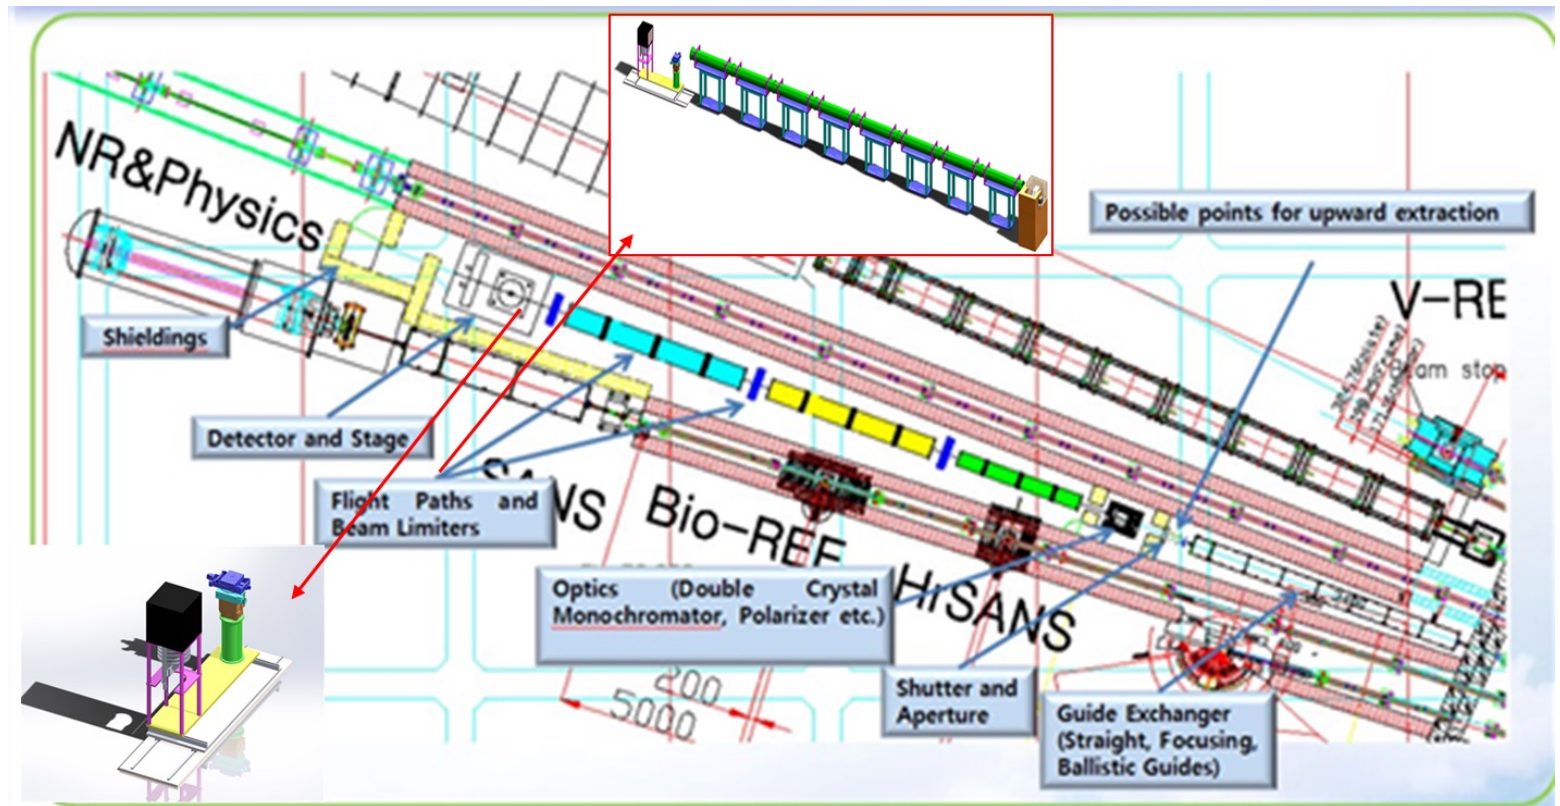 NR&Physics
Possible points for upward extraction
V-RE
Beam stop
Shieldings
Detector and Stage
Flight Paths and
Beam Limiters
SANS
Bio-REF
HrSANS
Optics (Double Crystal
Monochromator, Polarizer etc.)
200
5000
Shutter and
Aperture
Guide Exchanger
(Straight, Focusing,
Ballistic Guides)